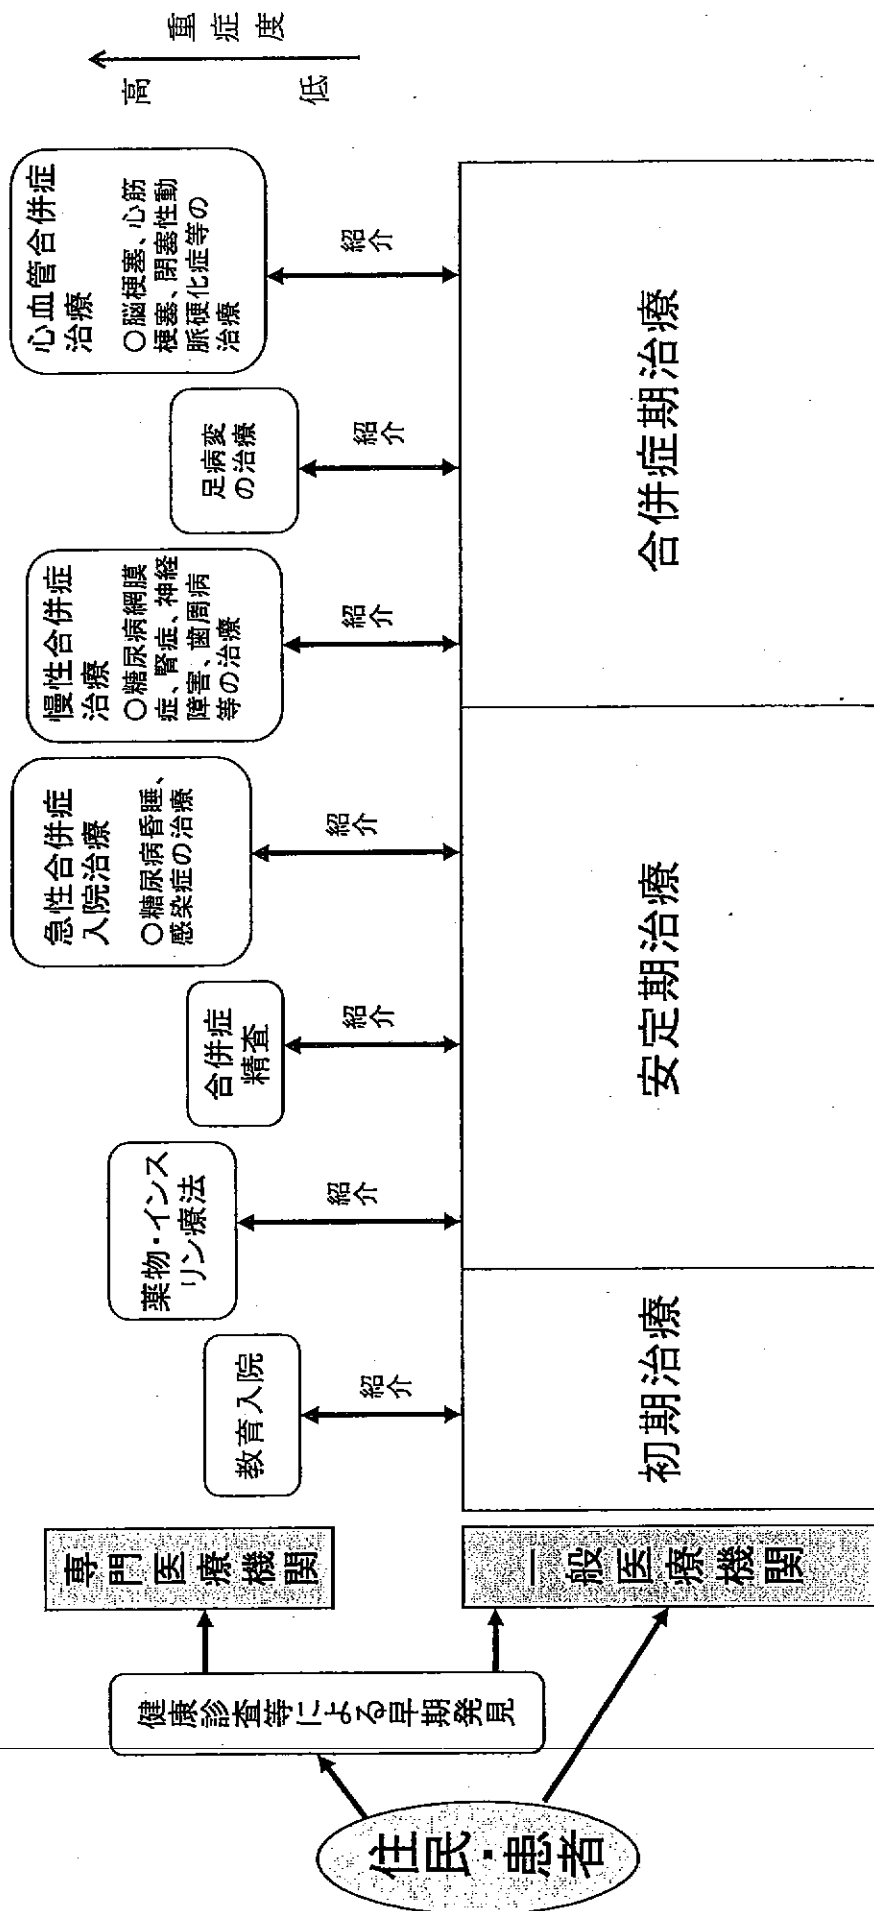 住民・患者
健康診査等による早期発見
専門医療機関
一般医療機関
教育入院
薬物・インス
リン療法
合併症
精査
急性合併症
入院治療
○糖尿病昏睡、
感染症の治療
慢性合併症
治療
○糖尿病網膜
症、腎症、神経
障害、歯周病
等の治療
足病変
の治療
心血管合併症
治療
○脳梗塞、心筋
梗塞、閉塞性動
脈硬化症等の
治療
紹介
紹介
紹介
紹介
紹介
紹介
紹介
初期治療
安定期治療
合併症期治療
高
低
重症度